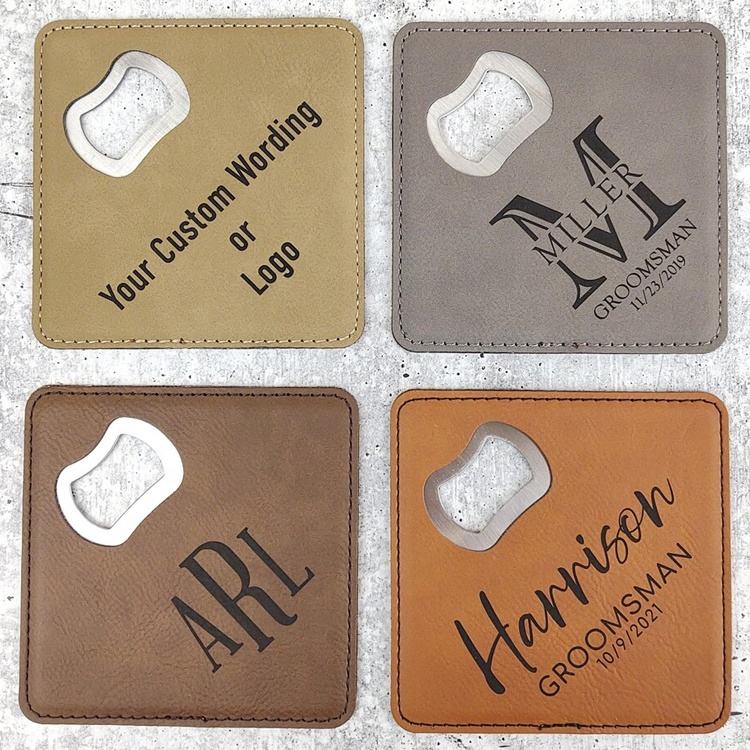 Your Custom Wording
or
Logo
M
MILLER
GROOMSMAN
11/23/2019
ARL
Harrison
GROOMSMAN
10/9/2021